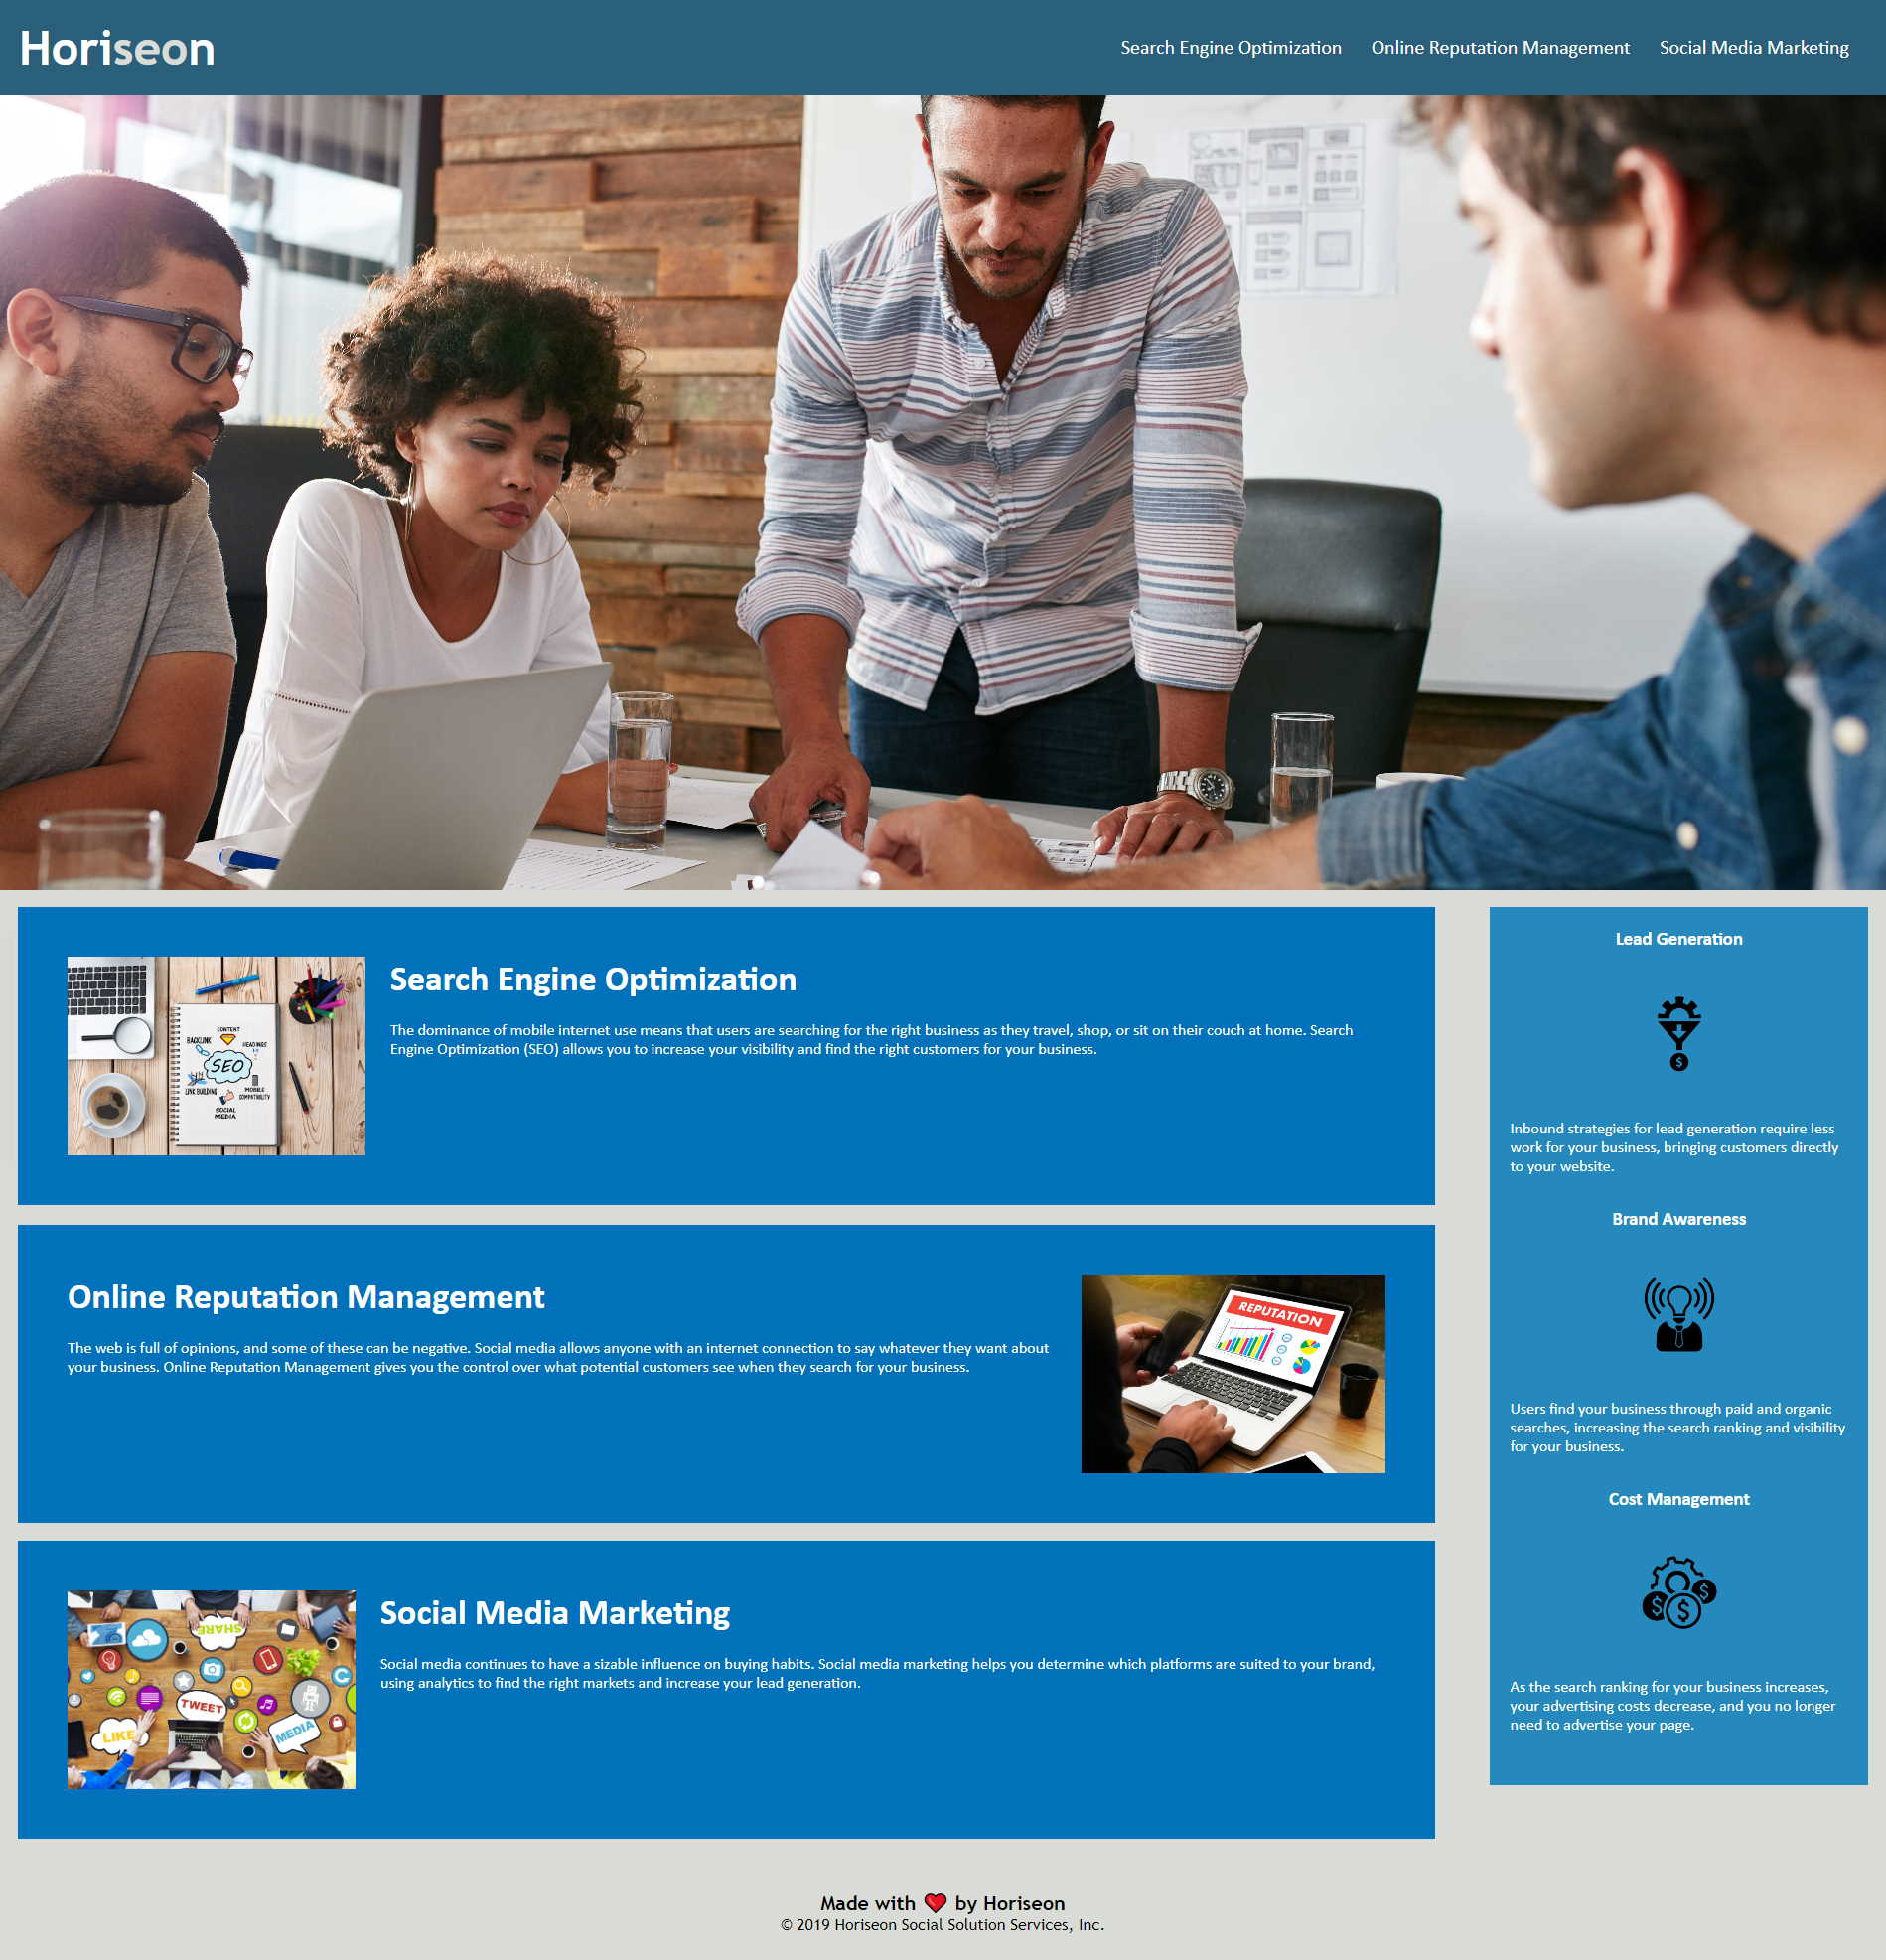 Horiseon
Search Engine Optimization
Online Reputation Management
Social Media Marketing
CONTENT
BACKLINK
HEADINGS
SEO
LINK BUILDING
MOBILE
COMPATIBILITY
SOCIAL
MEDIA
Search Engine Optimization
The dominance of mobile internet use means that users are searching for the right business as they travel, shop, or sit on their couch at home. Search
Engine Optimization (SEO) allows you to increase your visibility and find the right customers for your business.
Online Reputation Management
The web is full of opinions, and some of these can be negative. Social media allows anyone with an internet connection to say whatever they want about
your business. Online Reputation Management gives you the control over what potential customers see when they search for your business.
REPUTATION
SHARE
TWEET
LIKE
MEDIA
Social Media Marketing
Social media continues to have a sizable influence on buying habits. Social media marketing helps you determine which platforms are suited to your brand,
using analytics to find the right markets and increase your lead generation.
Lead Generation
$
Inbound strategies for lead generation require less
work for your business, bringing customers directly
to your website.
Brand Awareness
Users find your business through paid and organic
searches, increasing the search ranking and visibility
for your business.
Cost Management
$ $ $
As the search ranking for your business increases,
your advertising costs decrease, and you no longer
need to advertise your page.
Made with ❤️ by Horiseon
© 2019 Horiseon Social Solution Services, Inc.